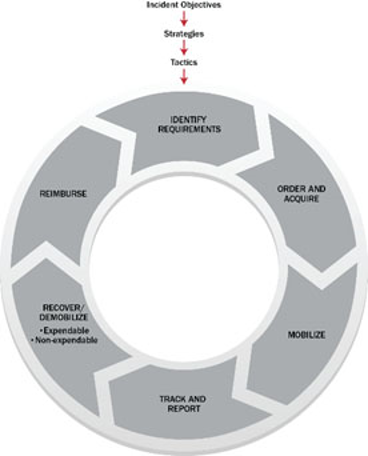 Incident Objectives
Strategies
Tactics
IDENTIFY
REQUIREMENTS
ORDER AND
ACQUIRE
MOBILIZE
TRACK AND
REPORT
RECOVER/
DEMOBILIZE
•Expendable
•Non-expendable
REIMBURSE